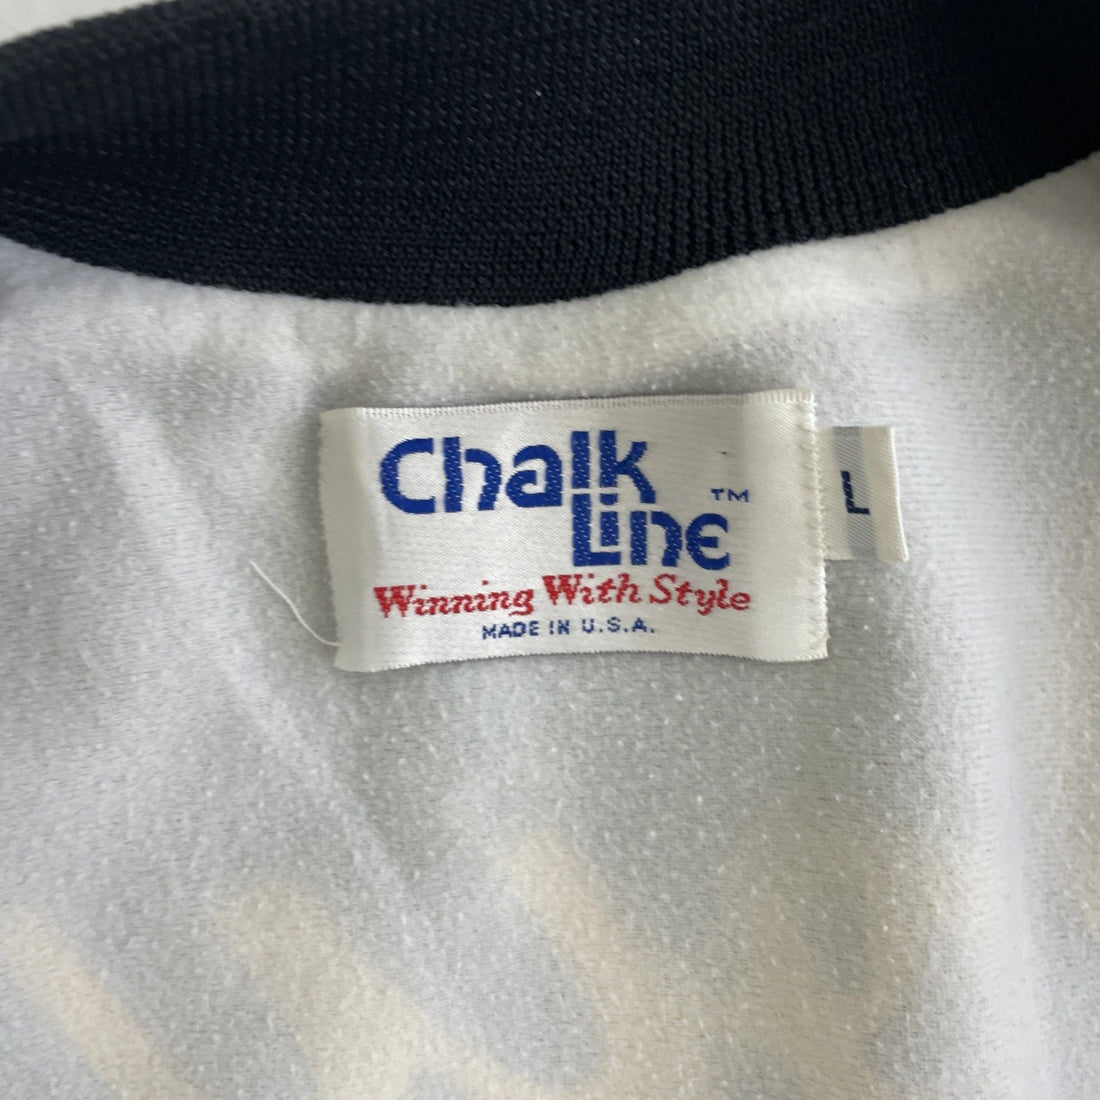 Chalk
Line ™
Winning With Style
MADE IN U.S.A.
L